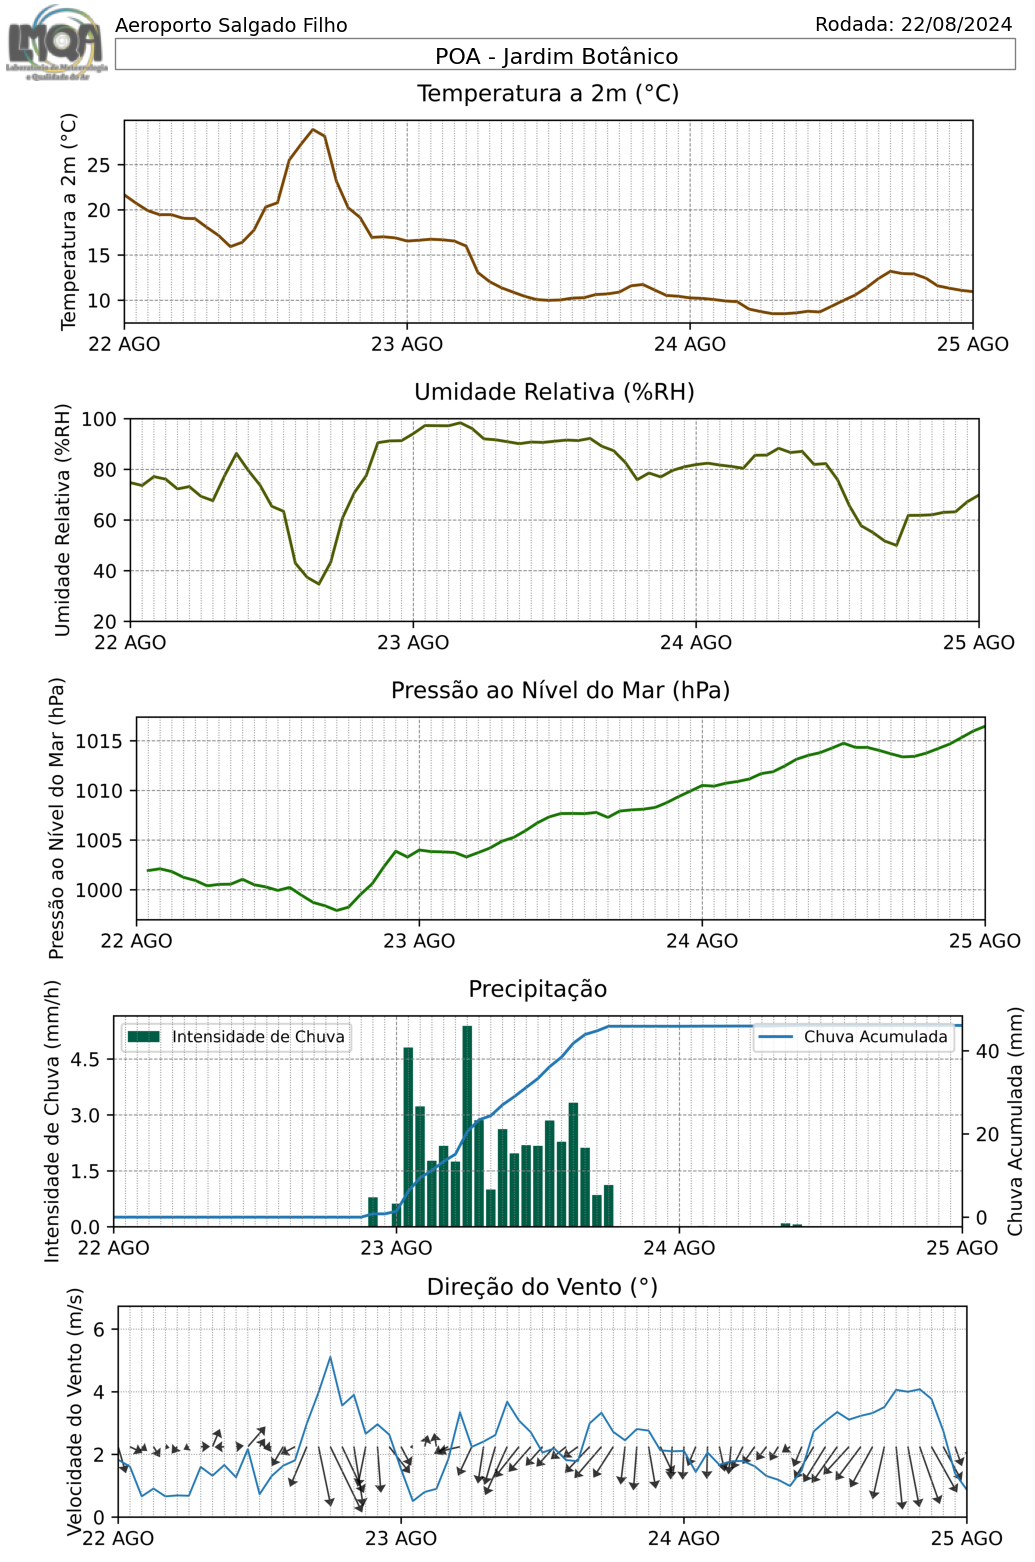 LMQA
Laboratório de Meteorologia
e Qualidade do Ar
Aeroporto Salgado Filho
Rodada: 22/08/2024
POA - Jardim Botânico
Temperatura a 2m (°C)
Temperatura a 2m (°C)
25
20
15
10
22 AGO 23 AGO 24 AGO 25 AGO
Umidade Relativa (%RH)
Umidade Relativa (%RH)
100
80
60
40
20
22 AGO 23 AGO 24 AGO 25 AGO
Pressão ao Nível do Mar (hPa)
Pressão ao Nível do Mar (hPa)
1015
1010
1005
1000
22 AGO 23 AGO 24 AGO 25 AGO
Precipitação
Intensidade de Chuva (mm/h)
Intensidade de Chuva
Chuva Acumulada
4.5
3.0
1.5
0.0
40
20
0
Chuva Acumulada (mm)
22 AGO 23 AGO 24 AGO 25 AGO
Direção do Vento (°)
Velocidade do Vento (m/s)
6
4
2
0
22 AGO 23 AGO 24 AGO 25 AGO